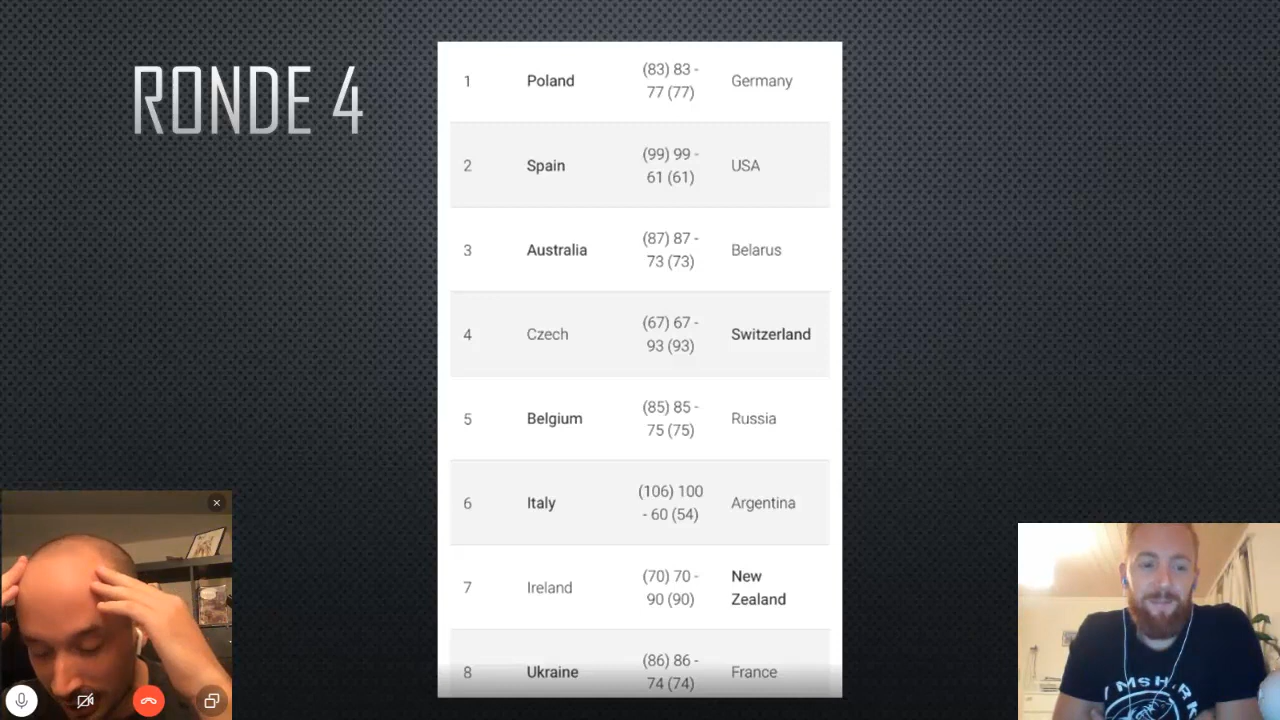 RONDE 4
1 Poland (83) 83 - Germany
77 (77)
2 Spain (99) 99 - USA
61 (61)
3 Australia (87) 87 - Belarus
73 (73)
4 Czech (67) 67 - Switzerland
93 (93)
5 Belgium (85) 85 - Russia
75 (75)
6 Italy (106) 100 Argentina
- 60 (54)
7 Ireland (70) 70 - New
90 (90) Zealand
8 Ukraine (86) 86 - France
74 (74)